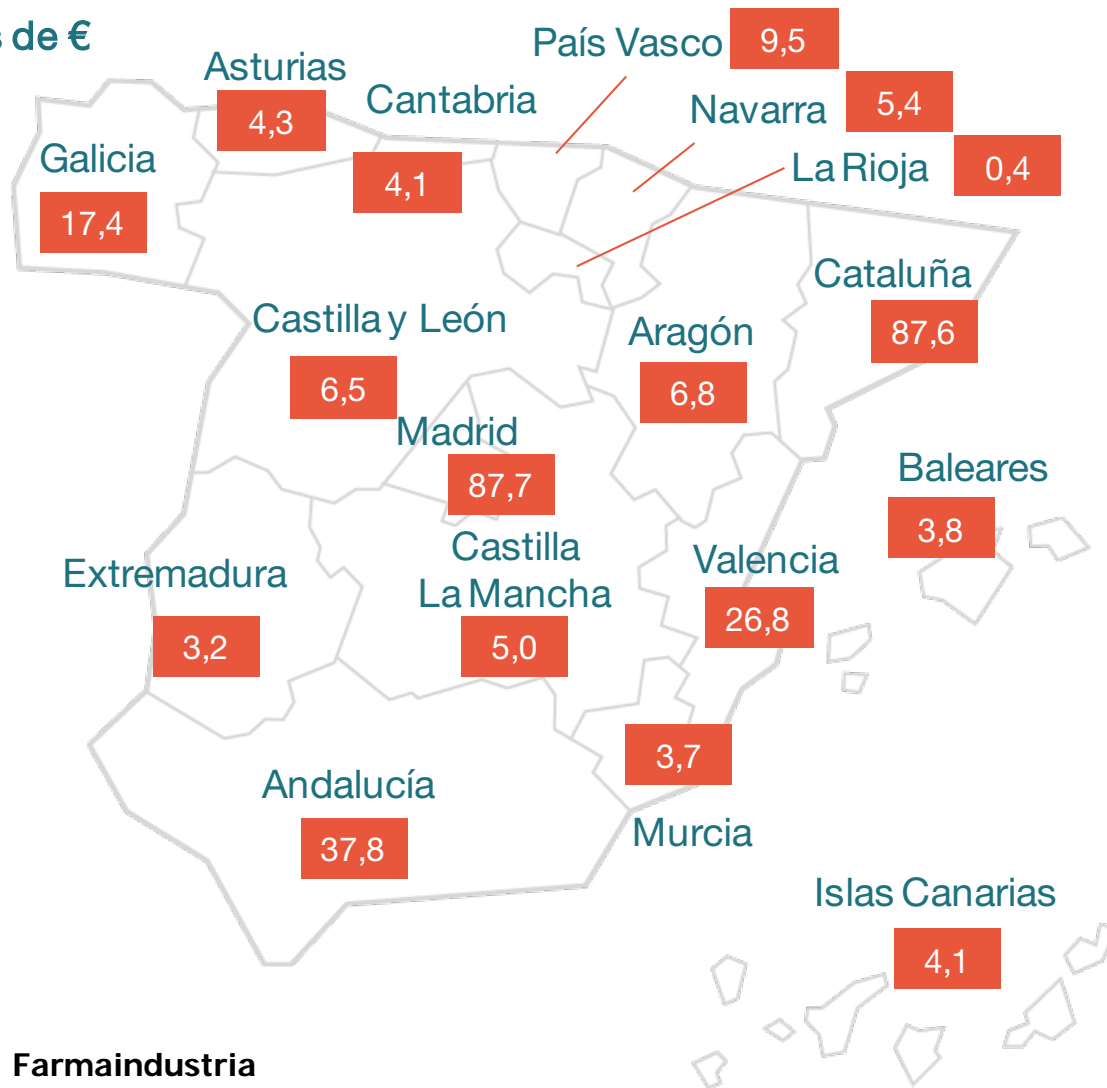 s de €
País Vasco 9,5
Asturias
4,3
Cantabria
4,1
Navarra 5,4
La Rioja 0,4
Galicia
17,4
Cataluña
87,6
Castilla y León
6,5
Aragón
6,8
Madrid
87,7
Baleares
3,8
Castilla
La Mancha
5,0
Valencia
26,8
Extremadura
3,2
3,7
Murcia
Andalucía
37,8
Islas Canarias
4,1
Farmaindustria